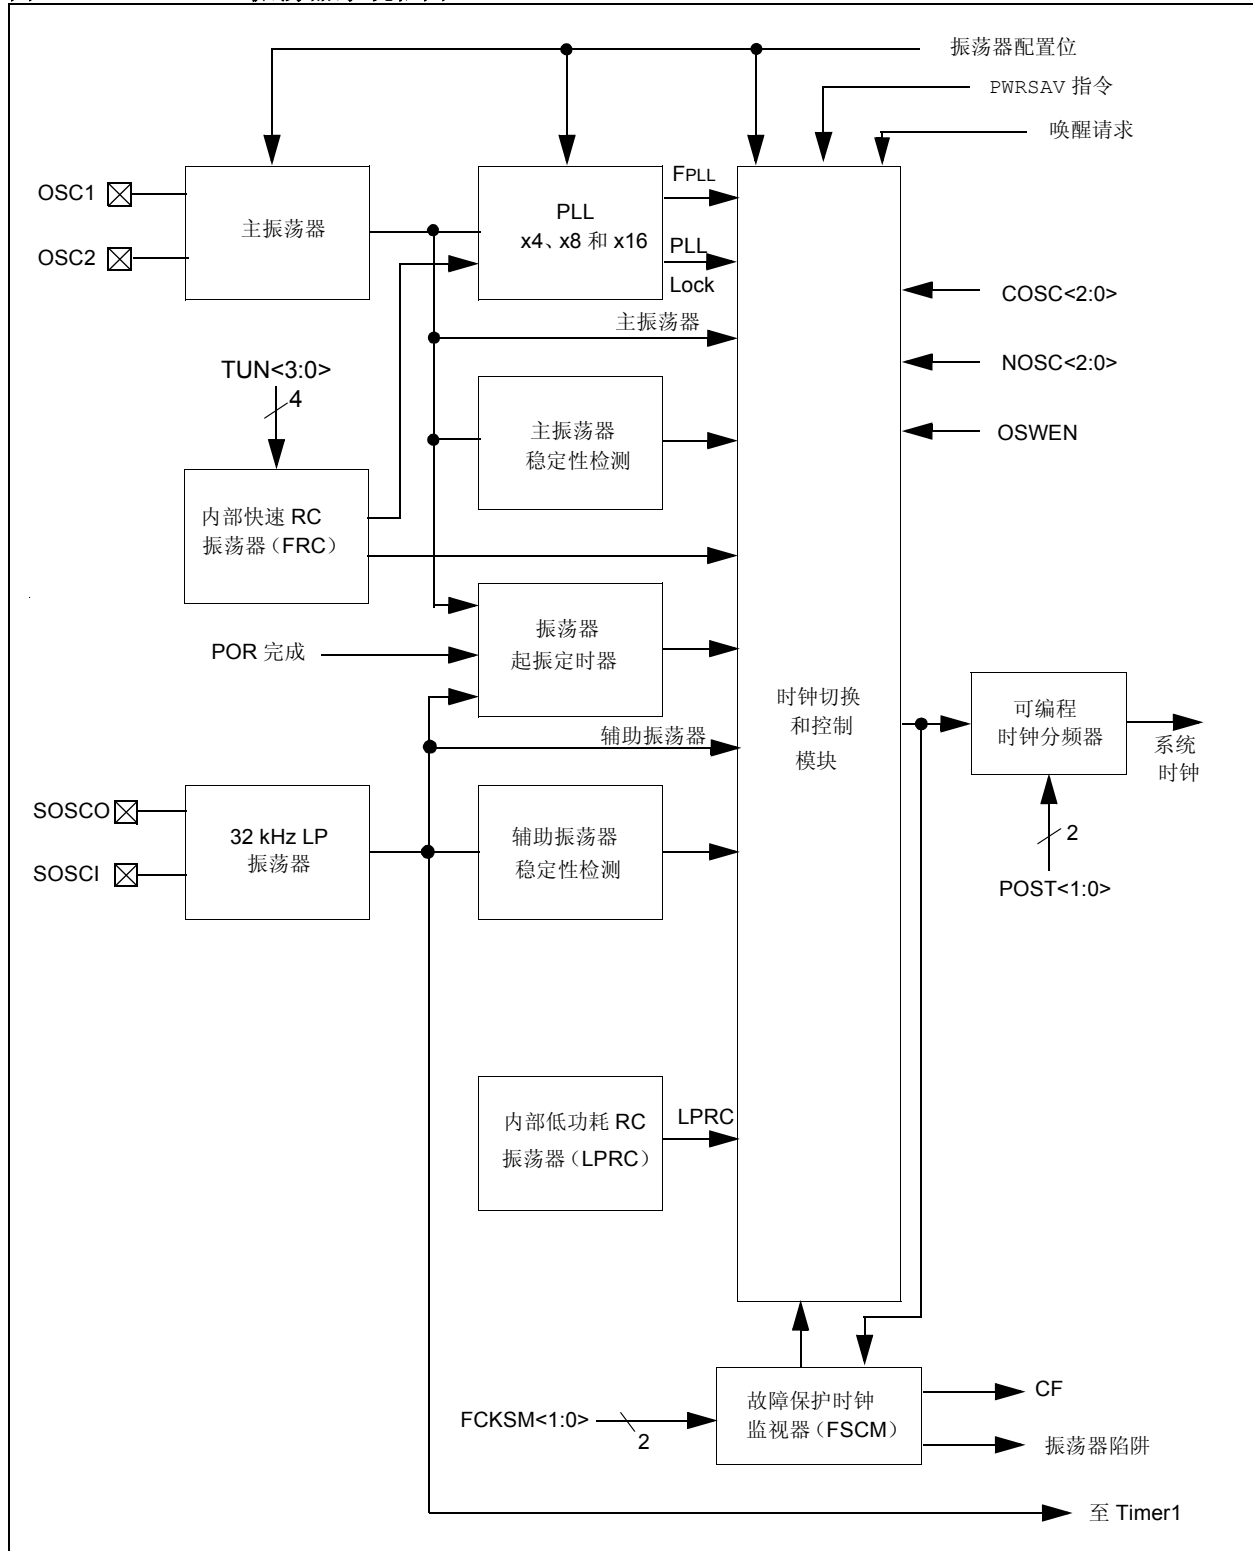 振荡器配置位
PWRSAV 指令
唤醒请求
OSC1
OSC2
主振荡器
PLL
x4、x8 和 x16
FPLL
PLL
Lock
主振荡器
COSC<2:0>
NOSC<2:0>
OSWEN
TUN<3:0>
4
主振荡器
稳定性检测
内部快速 RC
振荡器（FRC）
POR 完成
振荡器
起振定时器
辅助振荡器
时钟切换
和控制
模块
可编程
时钟分频器
系统
时钟
2
POST<1:0>
SOSCO
SOSCI
32 kHz LP
振荡器
辅助振荡器
稳定性检测
内部低功耗 RC
振荡器（LPRC）
LPRC
FCKSM<1:0>
2
故障保护时钟
监视器（FSCM）
CF
振荡器陷阱
至 Timer1